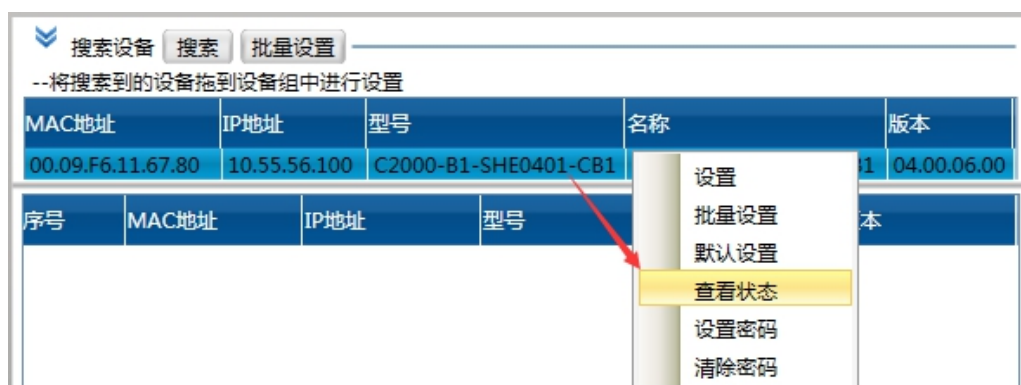 搜索设备 搜索 批量设置
--将搜索到的设备拖到设备组中进行设置
MAC地址 IP地址 型号 名称 版本
00.09.F6.11.67.80 10.55.56.100 C2000-B1-SHE0401-CB1 04.00.06.00
序号 MAC地址 IP地址 型号 本
设置
批量设置
默认设置
查看状态
设置密码
清除密码